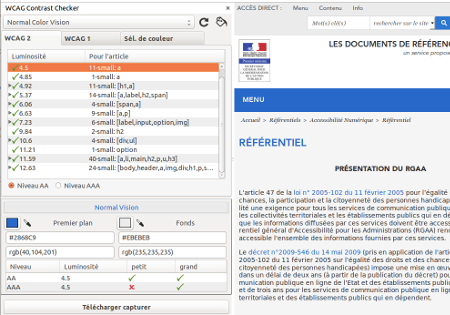 WCAG Contrast Checker
Normal Color Vision
WCAG 2
WCAG 1
Sél. de couleur
Luminosité
Pour l'article
4.5 11-small: a
4.85 1-small: a
4.92 11-small: [h1,a]
5.37 14-small: [a,label,h2,span]
6.06 4-small: [span,a]
6.63 9-small: [a,p]
7.23 6-small: [label,input,option,img]
9.84 2-small: h2
10.6 4-small: [div,ul]
11.21 1-small: option
11.59 40-small: [a,li,main,h2,p,u,h3]
12.63 24-small: [body,header,a,img,dich1,p,s...
Niveau AA
Niveau AAA
Normal Vision
Premier plan
Fonds
#2868C9
#EBEBEB
rgb(40,104,201)
rgb(235,235,235)
Niveau Luminosité petit grand
AA 4.5
AAA 4.5
Télécharger capturer
ACCÈS DIRECT : Menu Contenu Info
Mot(s) clé(s)
rechercher sur le site
LES DOCUMENTS DE RÉFÉREN
un service propos
MENU
Accueil > Référentiels > Accessibilité Numérique > Référentiel
RÉFÉRENTIEL
PRÉSENTATION DU RGAA
L'article 47 de la loi n° 2005-102 du 11 février 2005 pour l'égalité
chances, la participation et la citoyenneté des personnes handicapé
lité une exigence pour tous les services de communication publique
les collectivités territoriales et les établissements publics qui en dé
que les informations diffusées par ces services doivent être access
rentiel général d'Accessibilité pour les Administrations (RGAA) rend
accessible l'ensemble des informations fournies par ces services.
Le décret n°2009-546 du 14 mai 2009 (pris en application de l'artic
2005-102 du 11 février 2005 sur l'égalité des droits et des chance
citoyenneté des personnes handicapées) impose une mise en œuv
dans un délai de deux ans (à partir de la publication du décret) pou
munication publique en ligne de l'Etat et des établissements public
et de trois ans pour les services de communication publique en lign
territoriales et des établissements publics qui en dépendent.